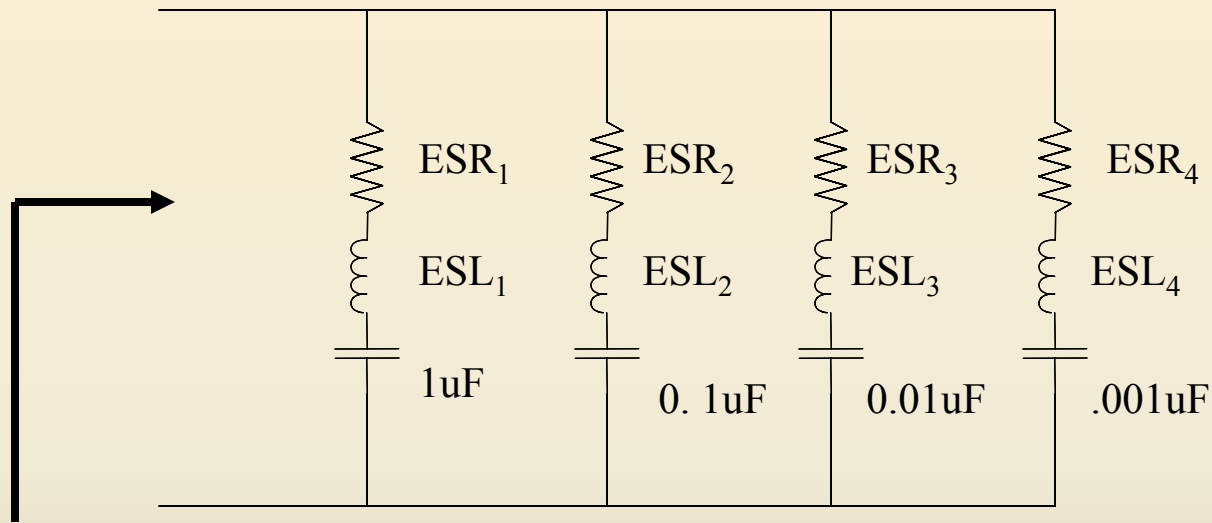 ESR₁ ESR₂ ESR₃ ESR₄
ESL₁ ESL₂ ESL₃ ESL₄
1uF 0. 1uF 0.01uF .001uF